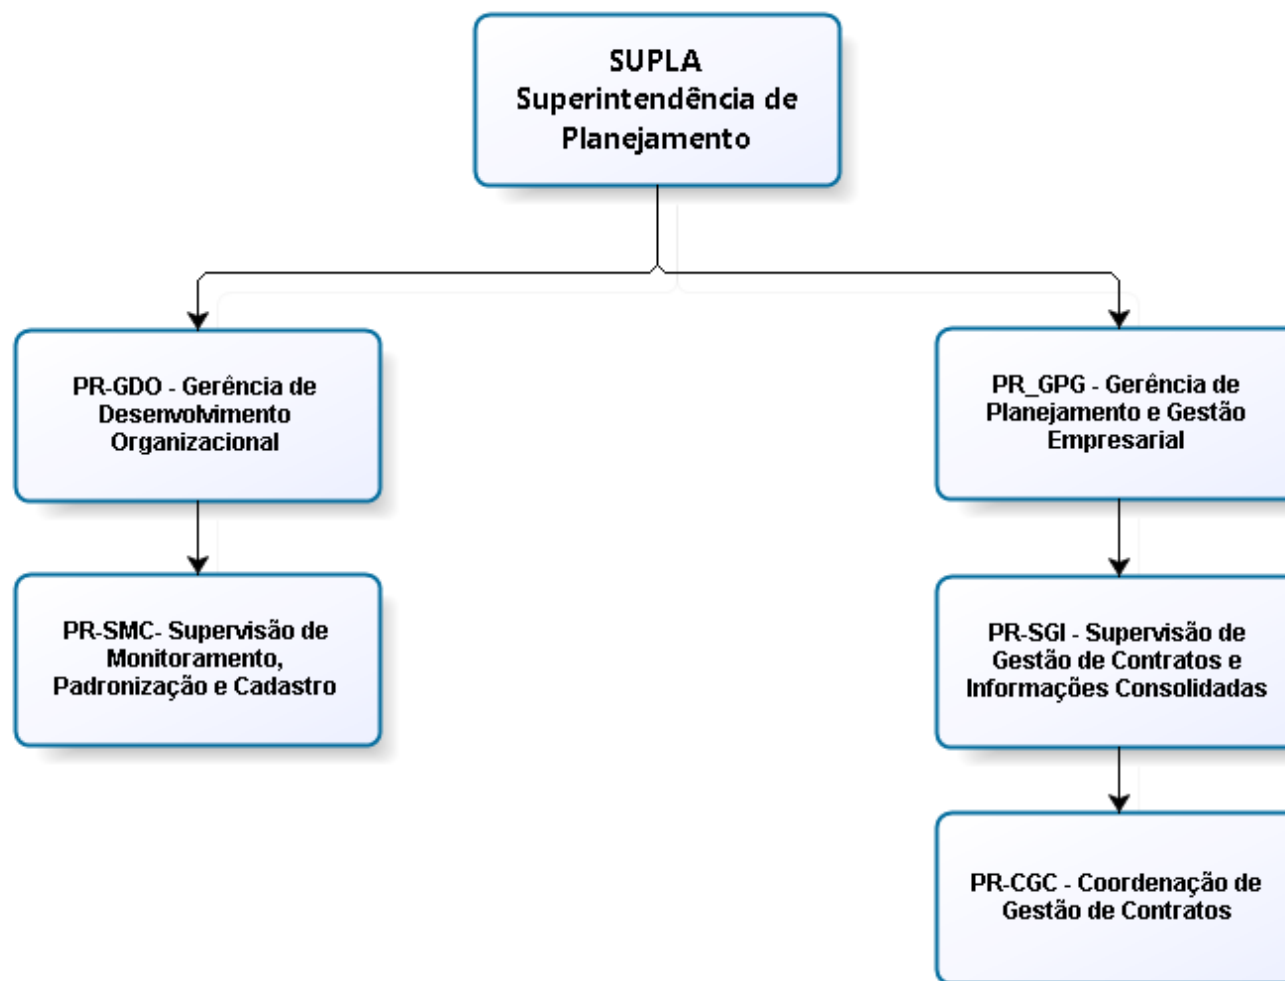 SUPLA
Superintendência de
Planejamento
PR-GDO - Gerência de
Desenvolvimento
Organizacional
PR_GPG - Gerência de
Planejamento e Gestão
Empresarial
PR-SMC- Supervisão de
Monitoramento,
Padronização e Cadastro
PR-SGI - Supervisão de
Gestão de Contratos e
Informações Consolidadas
PR-CGC - Coordenação de
Gestão de Contratos